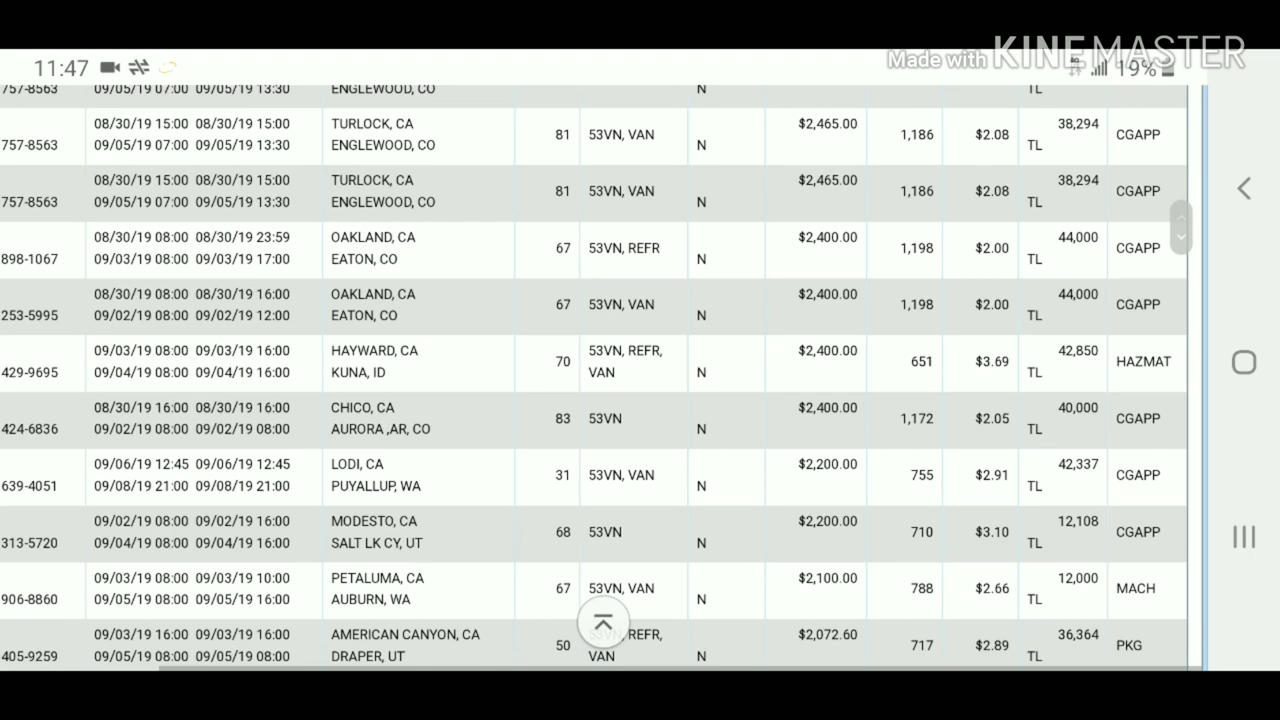 Made with KINEMASTER
11:47 19%
757-8563 09/05/19 07:00 09/05/19 13:30 ENGLEWOOD, CO N TL
08/30/19 15:00 08/30/19 15:00 TURLOCK, CA $2,465.00 38,294
757-8563 09/05/19 07:00 09/05/19 13:30 ENGLEWOOD, CO 81 53VN, VAN N 1,186 $2.08 TL CGAPP
08/30/19 15:00 08/30/19 15:00 TURLOCK, CA $2,465.00 38,294
757-8563 09/05/19 07:00 09/05/19 13:30 ENGLEWOOD, CO 81 53VN, VAN N 1,186 $2.08 TL CGAPP
08/30/19 08:00 08/30/19 23:59 OAKLAND, CA $2,400.00 44,000
898-1067 09/03/19 08:00 09/03/19 17:00 EATON, CO 67 53VN, REFR N 1,198 $2.00 TL CGAPP
08/30/19 08:00 08/30/19 16:00 OAKLAND, CA $2,400.00 44,000
253-5995 09/02/19 08:00 09/02/19 12:00 EATON, CO 67 53VN, VAN N 1,198 $2.00 TL CGAPP
09/03/19 08:00 09/03/19 16:00 HAYWARD, CA 53VN, REFR, $2,400.00 42,850
429-9695 09/04/19 08:00 09/04/19 16:00 KUNA, ID 70 VAN N 651 $3.69 TL HAZMAT
08/30/19 16:00 08/30/19 16:00 CHICO, CA $2,400.00 40,000
424-6836 09/02/19 08:00 09/02/19 08:00 AURORA ,AR, CO 83 53VN N 1,172 $2.05 TL CGAPP
09/06/19 12:45 09/06/19 12:45 LODI, CA $2,200.00 42,337
639-4051 09/08/19 21:00 09/08/19 21:00 PUYALLUP, WA 31 53VN, VAN N 755 $2.91 TL CGAPP
09/02/19 08:00 09/02/19 16:00 MODESTO, CA $2,200.00 12,108
313-5720 09/04/19 08:00 09/04/19 16:00 SALT LK CY, UT 68 53VN N 710 $3.10 TL CGAPP
09/03/19 08:00 09/03/19 10:00 PETALUMA, CA $2,100.00 12,000
906-8860 09/05/19 08:00 09/05/19 16:00 AUBURN, WA 67 53VN, VAN N 788 $2.66 TL MACH
09/03/19 16:00 09/03/19 16:00 AMERICAN CANYON, CA 53VN, REFR, $2,072.60 36,364
405-9259 09/05/19 08:00 09/05/19 08:00 DRAPER, UT 50 VAN N 717 $2.89 TL PKG